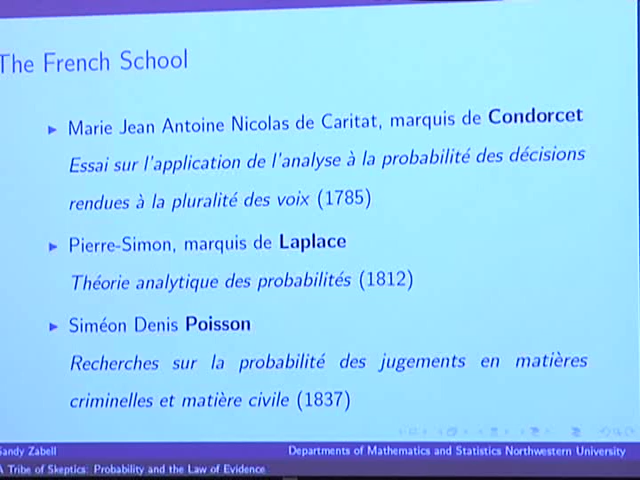 The French School
Marie Jean Antoine Nicolas de Caritat, marquis de Condorcet
Essai sur l'application de l'analyse à la probabilité des décisions
rendues à la pluralité des voix (1785)
Pierre-Simon, marquis de Laplace
Théorie analytique des probabilités (1812)
Siméon Denis Poisson
Recherches sur la probabilité des jugements en matières
criminelles et matière civile (1837)
Sandy Zabell
Departments of Mathematics and Statistics Northwestern University
A Tribe of Skeptics: Probability and the Law of Evidence